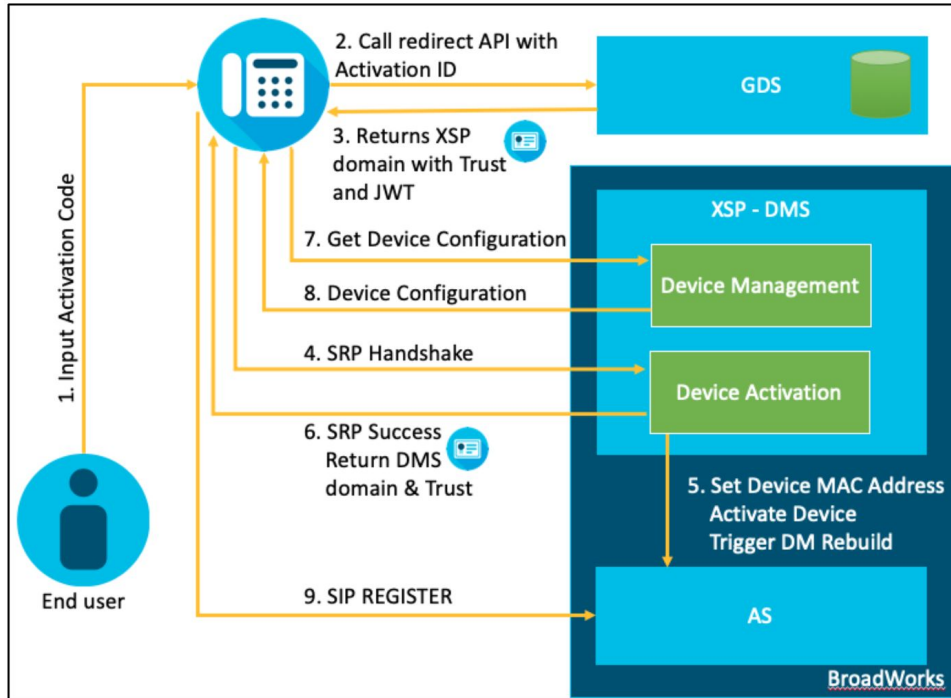 2. Call redirect API with
Activation ID
GDS
3. Returns XSP
domain with Trust
and JWT
XSP - DMS
7. Get Device Configuration
Device Management
8. Device Configuration
1. Input Activation Code
4. SRP Handshake
Device Activation
6. SRP Success
Return DMS
domain & Trust
5. Set Device MAC Address
Activate Device
Trigger DM Rebuild
End user
9. SIP REGISTER
AS
BroadWorks